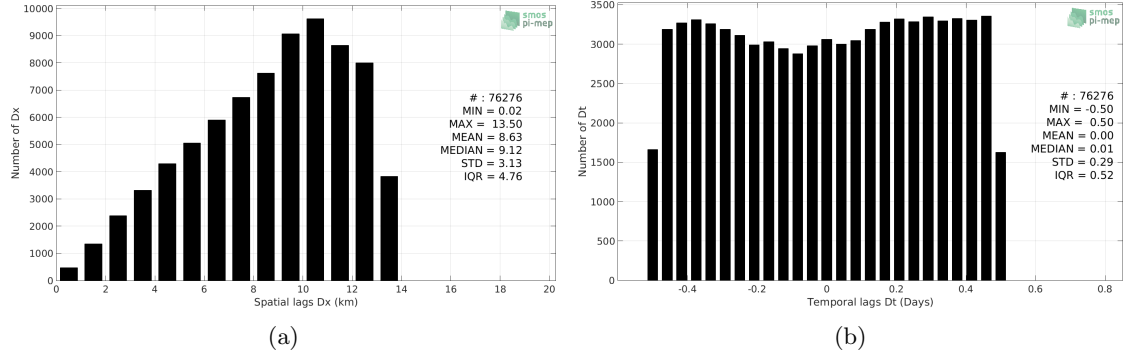 10000
9000
8000
7000
6000
5000
4000
3000
2000
1000
0
Number of Dx
0 2 4 6 8 10 12 14 16 18 20
Spatial lags Dx (km)
smos
pi-mep
# : 76276
MIN = 0.02
MAX = 13.50
MEAN = 8.63
MEDIAN = 9.12
STD = 3.13
IQR = 4.76
(a)
3500
3000
2500
2000
1500
1000
500
0
Number of Dt
-0.4 -0.2 0 0.2 0.4 0.6 0.8
Temporal lags Dt (Days)
smos
pi-mep
# : 76276
MIN = -0.50
MAX = 0.50
MEAN = 0.00
MEDIAN = 0.01
STD = 0.29
IQR = 0.52
(b)